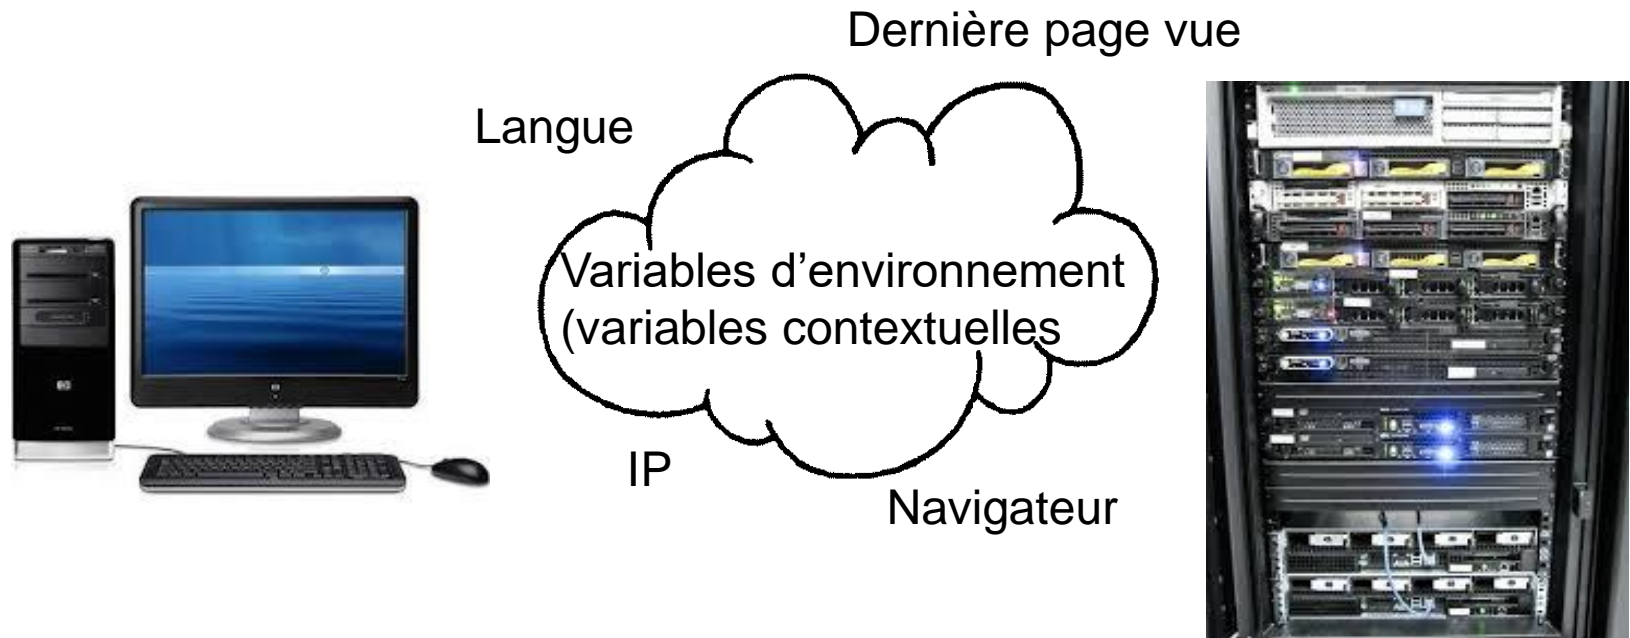 Dernière page vue
Langue
Variables d’environnement
(variables contextuelles
IP
Navigateur